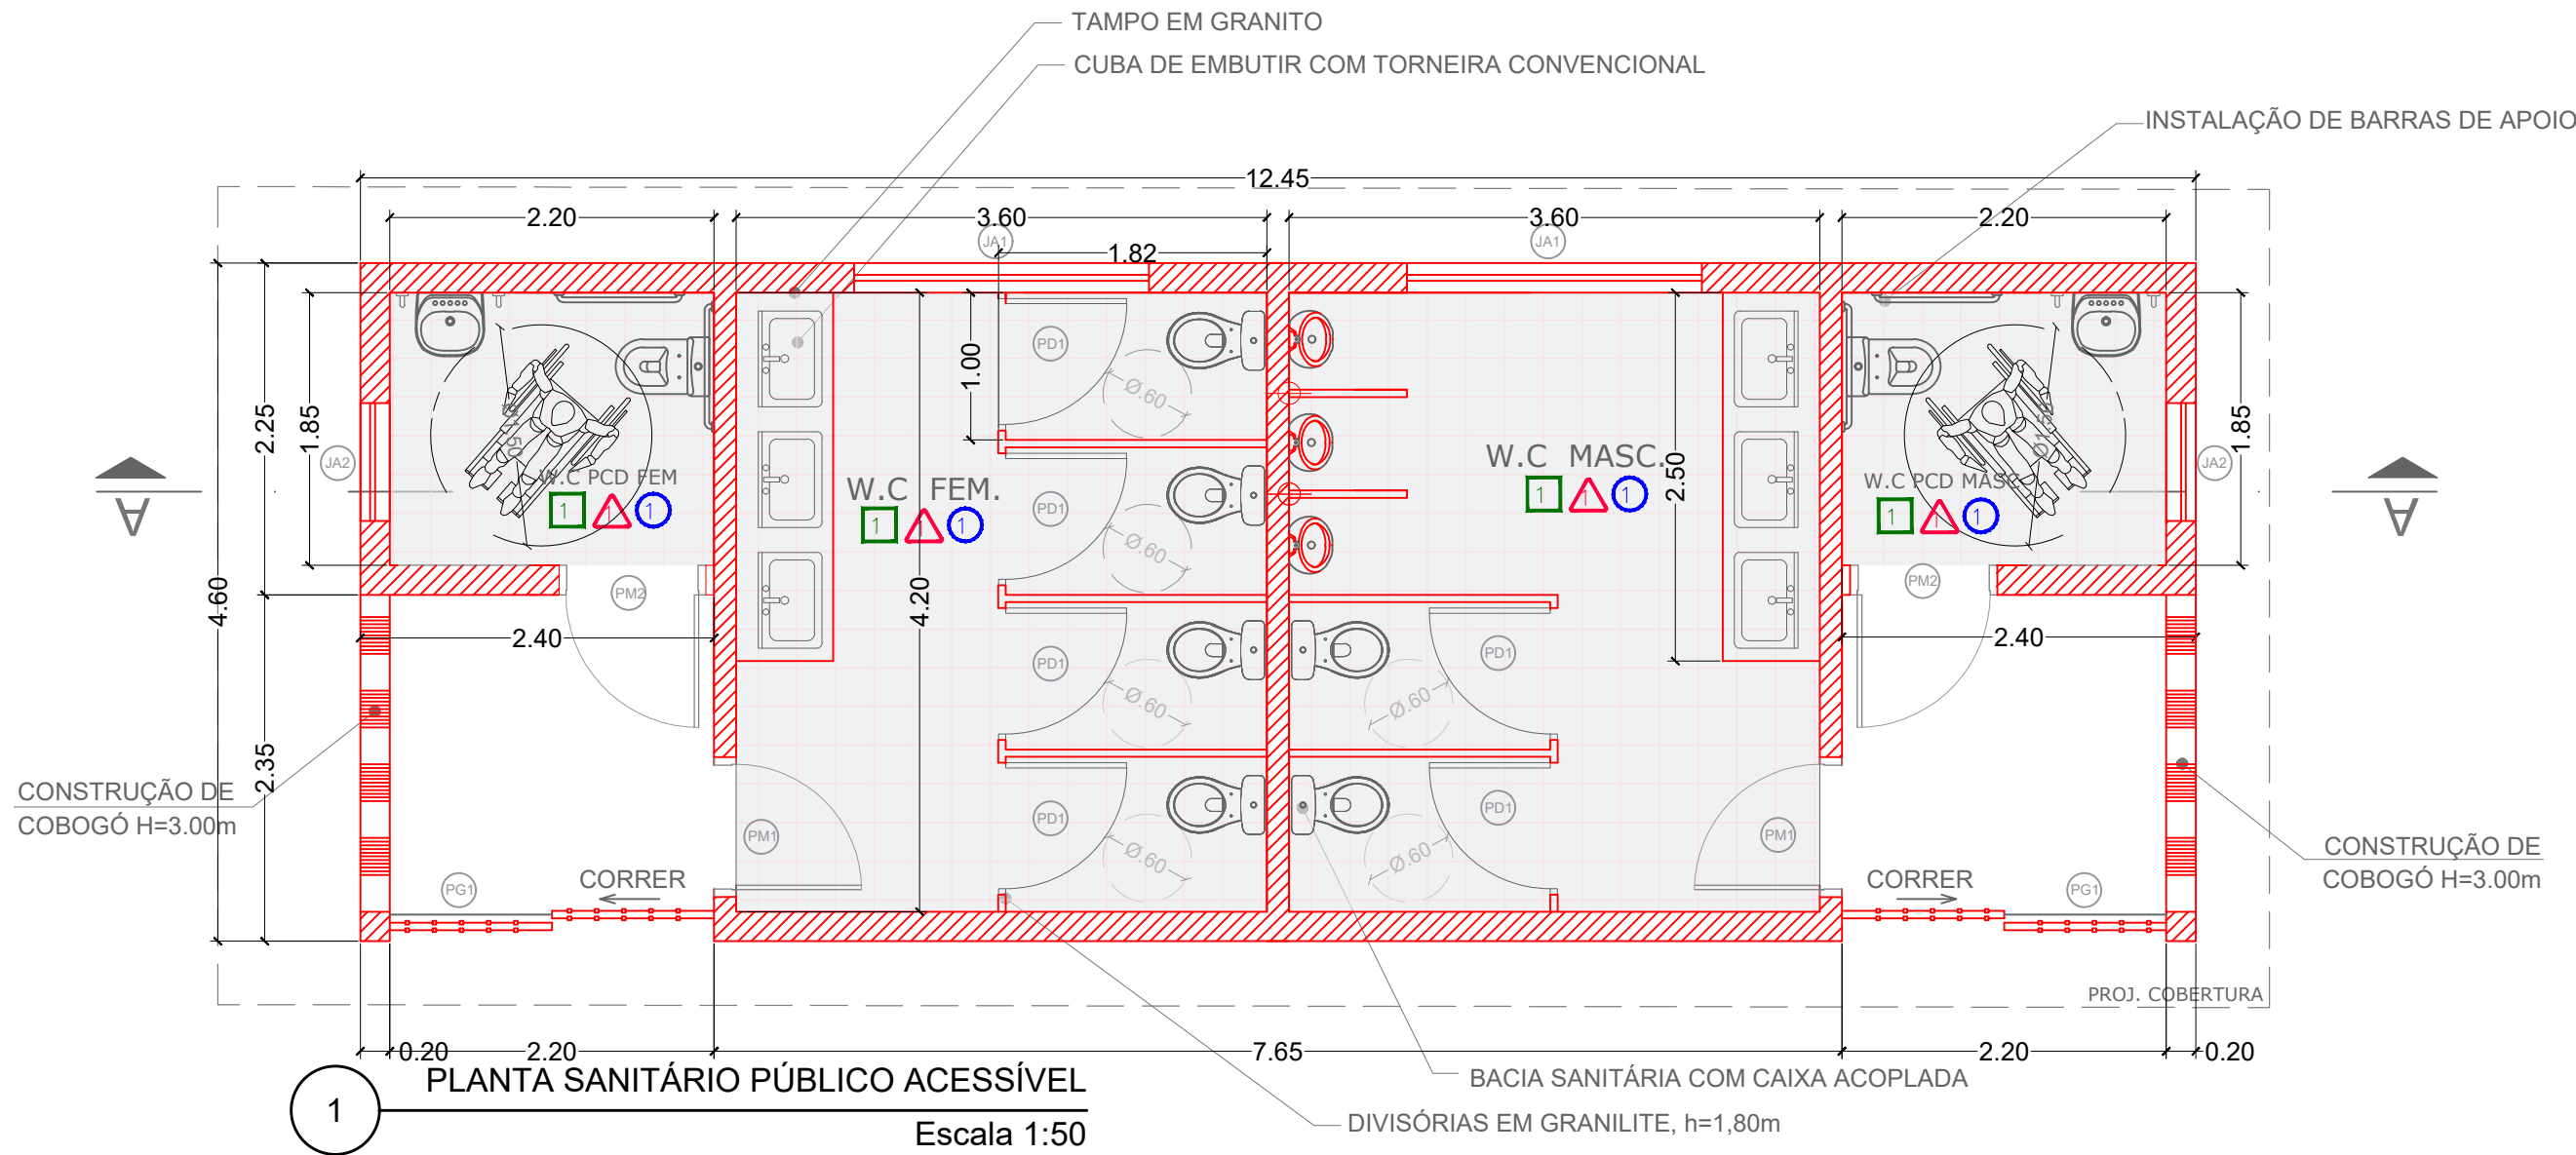 TAMPO EM GRANITO
CUBA DE EMBUTIR COM TORNEIRA CONVENCIONAL
INSTALAÇÃO DE BARRAS DE APOIO
12.45
2.20
3.60
3.60
2.20
JA1
JA1
1.82
PD1
1.00
Ø.60
2.25
1.85
Ø1.50
Ø1.50
1.85
JA2
JA2
W.C PCD FEM
1
1
1
W.C FEM.
1
1
1
W.C MASC.
1
1
1
2.50
W.C PCD MASC
1
1
1
PD1
Ø.60
A
A
4.60
4.20
PM2
PM2
2.40
2.40
PD1
PD1
Ø.60
Ø.60
2.35
CONSTRUÇÃO DE
COBOGÓ H=3.00m
PM1
PD1
PD1
PM1
Ø.60
Ø.60
CONSTRUÇÃO DE
COBOGÓ H=3.00m
PG1
CORRER
CORRER
PG1
PROJ. COBERTURA
0.20
2.20
7.65
2.20
0.20
1
PLANTA SANITÁRIO PÚBLICO ACESSÍVEL
Escala 1:50
BACIA SANITÁRIA COM CAIXA ACOPLADA
DIVISÓRIAS EM GRANILITE, h=1,80m